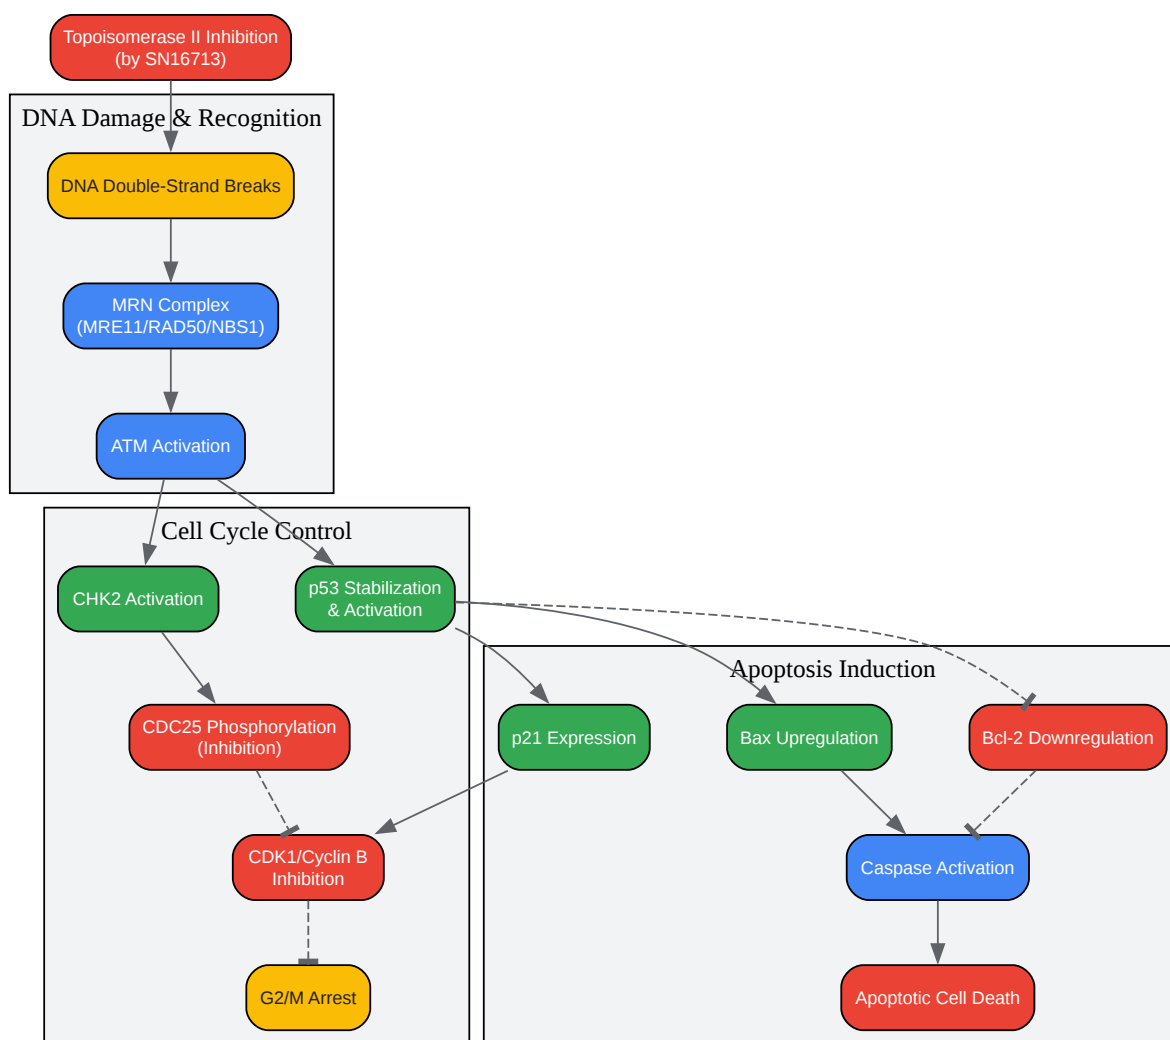 Topoisomerase II Inhibition
(by SN16713)
DNA Damage & Recognition
DNA Double-Strand Breaks
MRN Complex
(MRE11/RAD50/NBS1)
ATM Activation
Cell Cycle Control
CHK2 Activation
p53 Stabilization
& Activation
Apoptosis Induction
CDC25 Phosphorylation
(Inhibition)
p21 Expression
Bax Upregulation
Bcl-2 Downregulation
CDK1/Cyclin B
Inhibition
Caspase Activation
G2/M Arrest
Apoptotic Cell Death